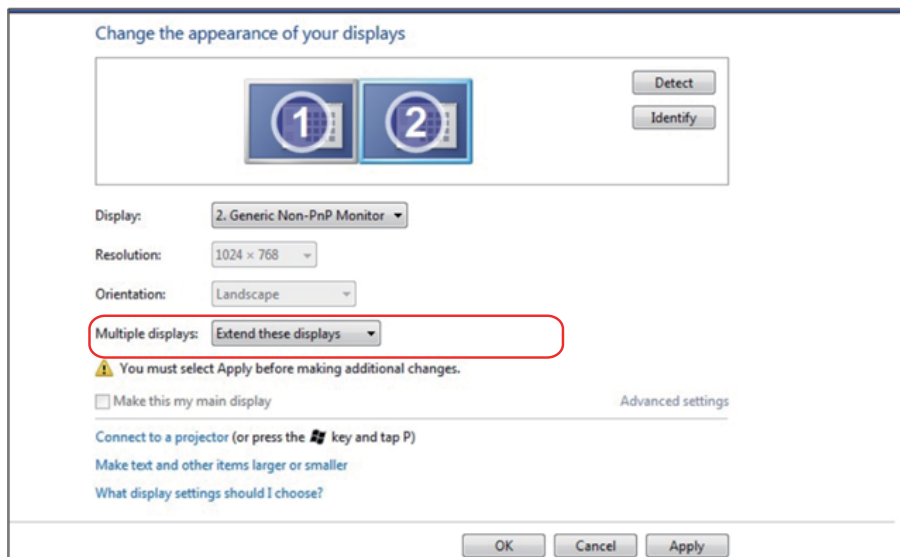 Change the appearance of your displays
1
2
Detect
Identify
Display:
2. Generic Non-PnP Monitor
Resolution:
1024 × 768
Orientation:
Landscape
Multiple displays:
Extend these displays
You must select Apply before making additional changes.
Make this my main display
Advanced settings
Connect to a projector (or press the key and tap P)
Make text and other items larger or smaller
What display settings should I choose?
OK
Cancel
Apply